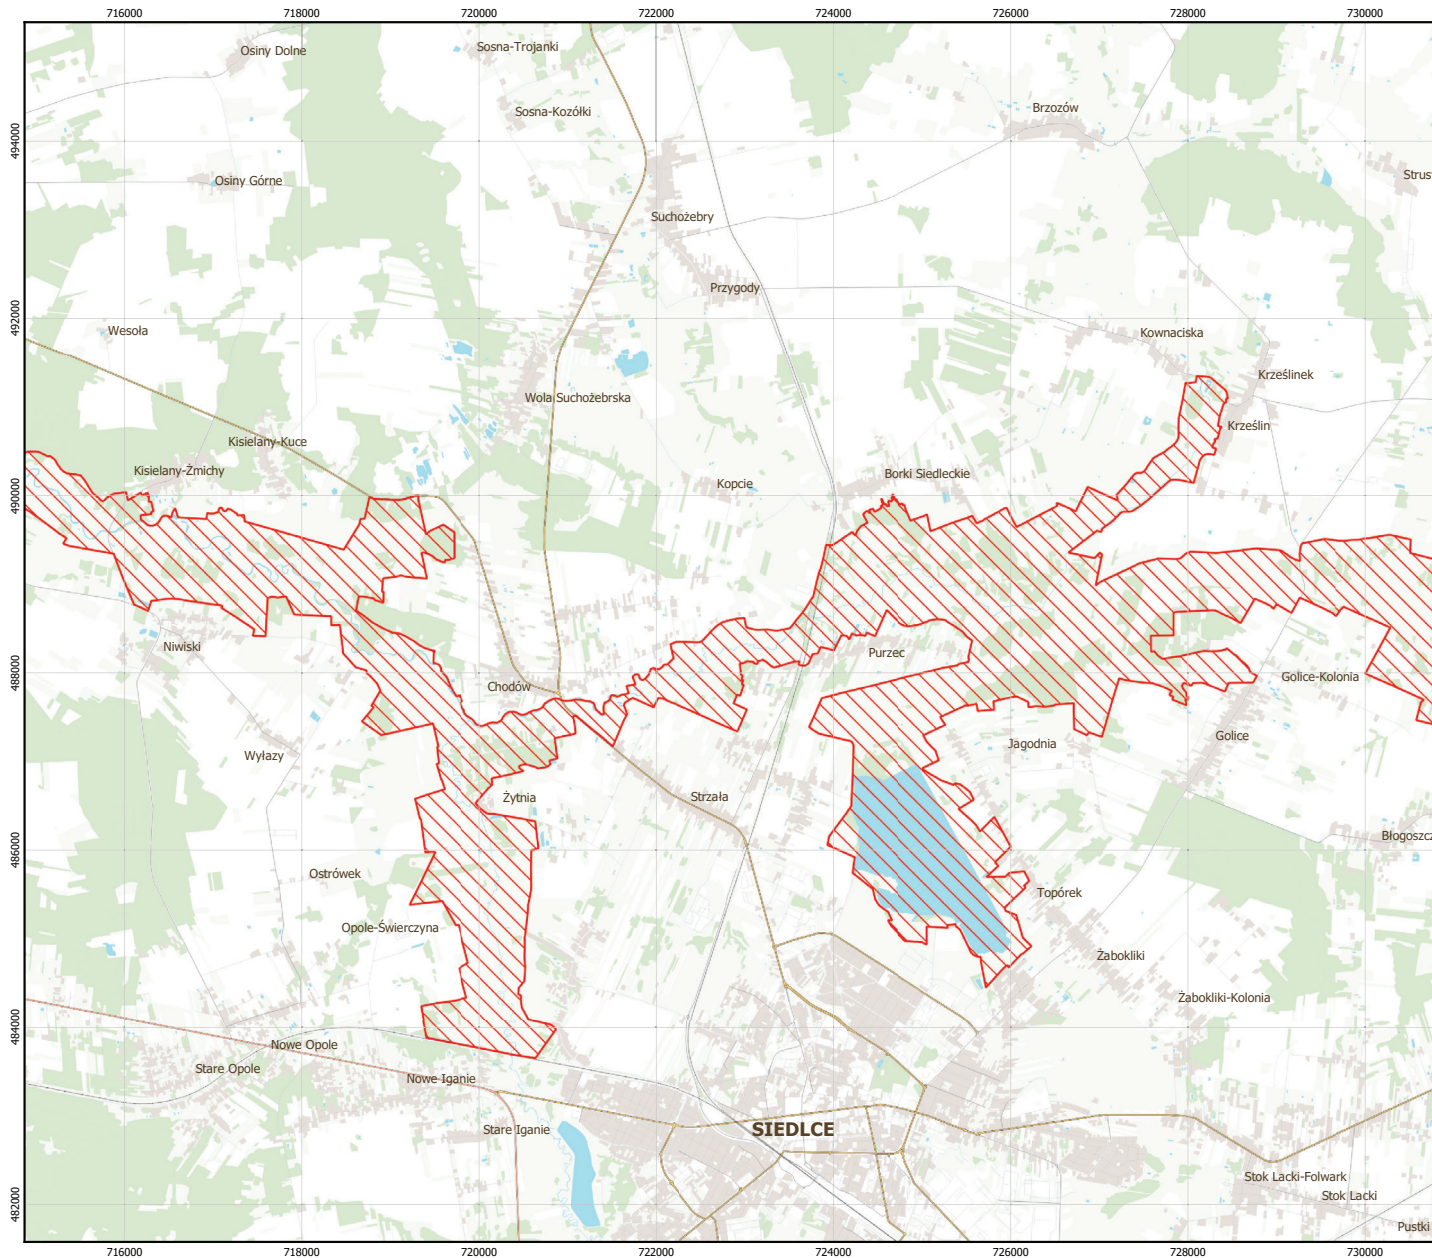 716000 718000 720000 722000 724000 726000 728000 730000
Osiny Dolne
Sosna-Trojanki
Sosna-Kozółki
Brzozów
494000
Osiny Górne
Strus
Suchożebry
Przygody
492000
Wesoła
Kownaciska
Krześlinek
Wola Suchożebrska
Krześlin
Kisielany-Kuce
Kisielany-Żmichy
Borki Siedleckie
Kopcie
490000
Niwiski
Purzec
488000
Golice-Kolonia
Chodów
Golice
Jagodnia
Wyłazy
Żytnia
Strzała
486000
Błogoszcz
Ostrówek
Topórek
Opole-Świerczyna
Żabokliki
Żabokliki-Kolonia
484000
Nowe Opole
Stare Opole
Nowe Iganie
Stare Iganie
SIEDLCE
Stok Lacki-Folwark
Stok Lacki
482000
Pustki
716000 718000 720000 722000 724000 726000 728000 730000